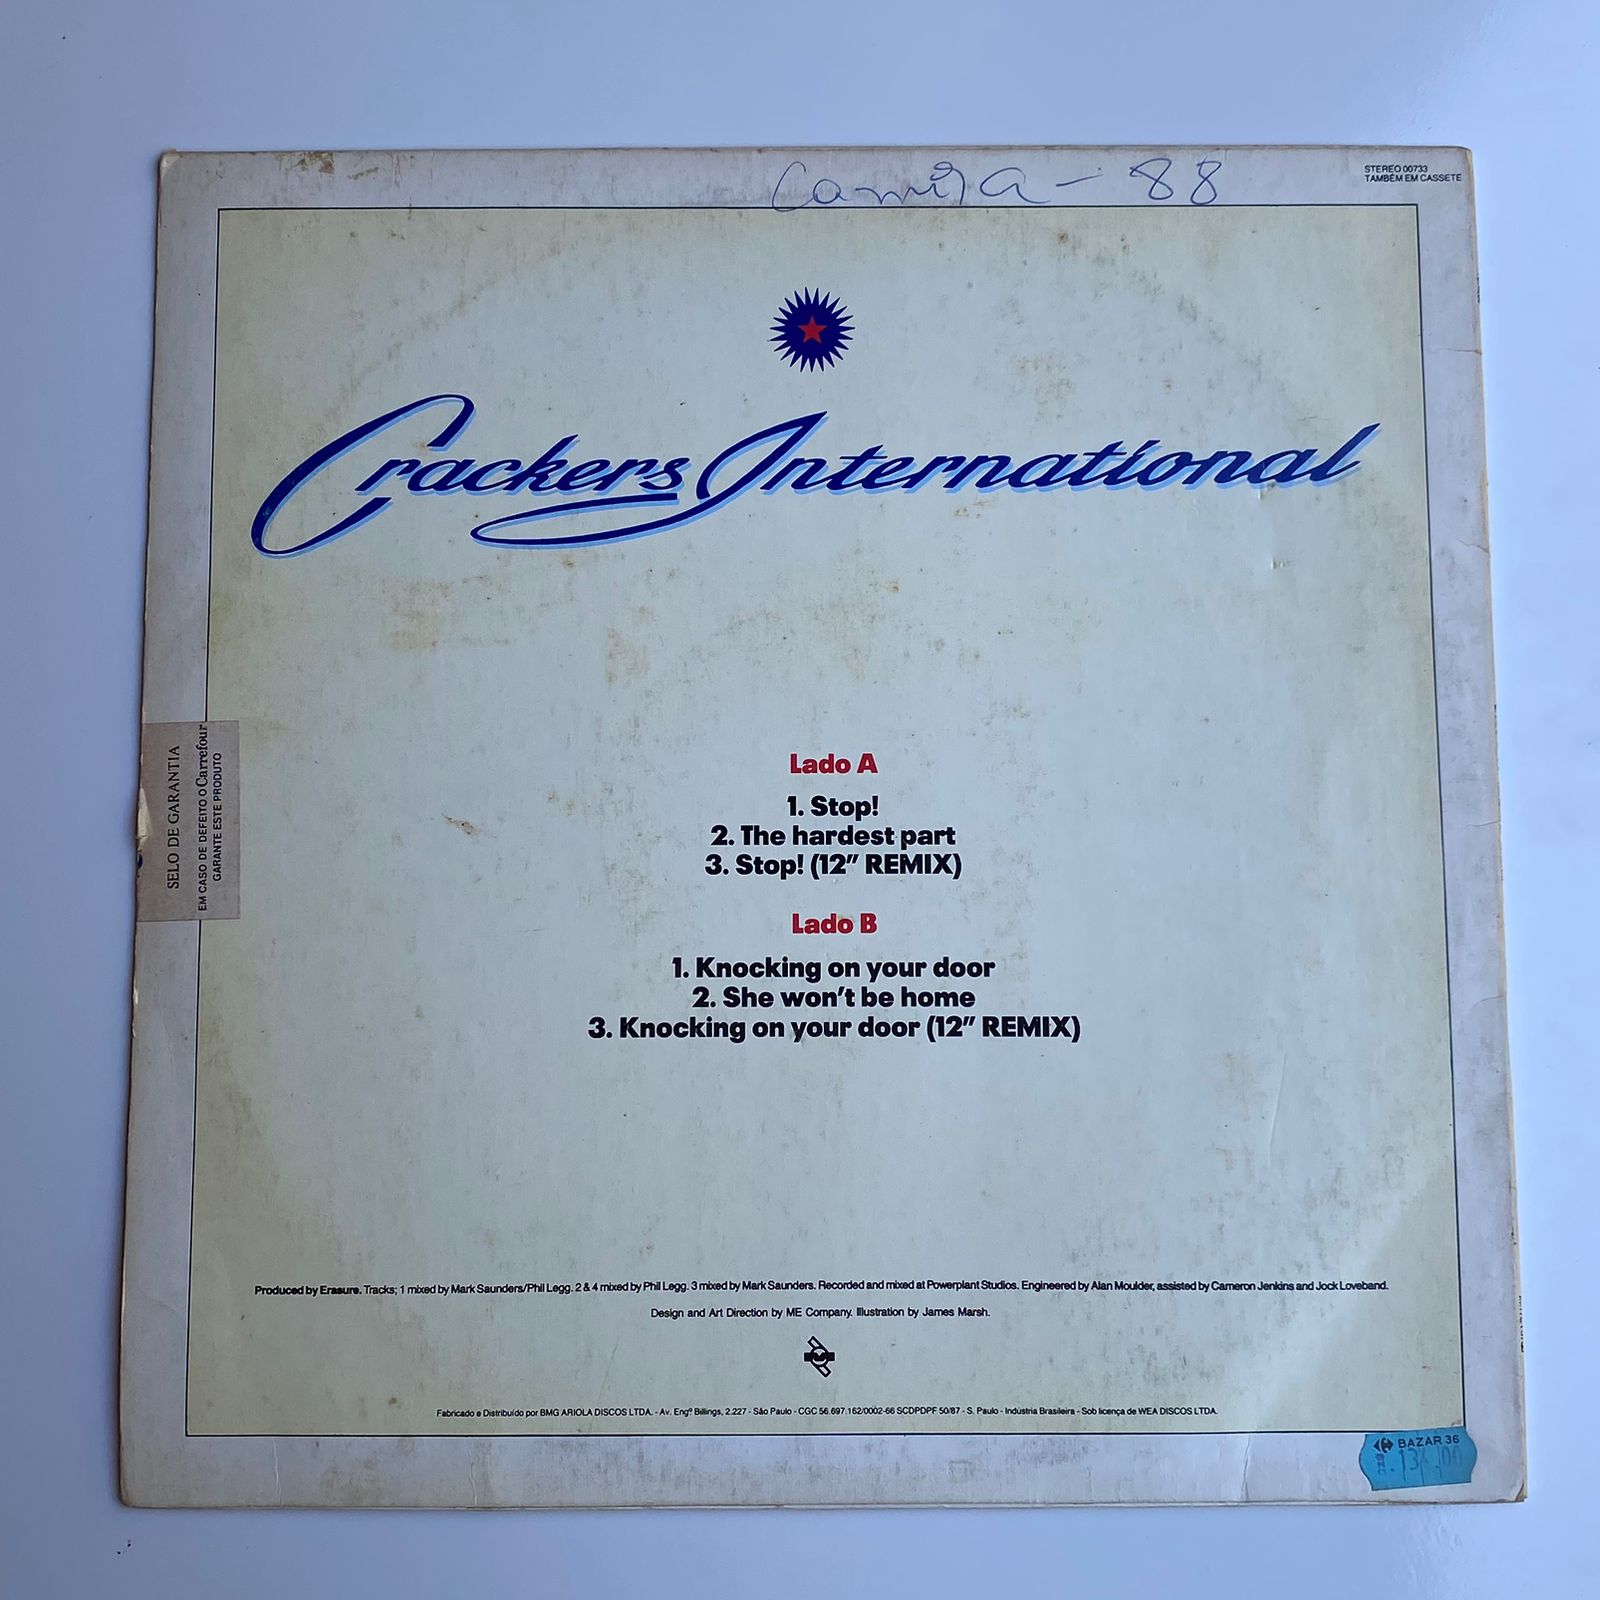 Camira - 88
STEREO 00733
TAMBÉM EM CASSETE
Crackers International
SELO DE GARANTIA
EM CASO DE DEFEITO O Carrefour
GARANTE ESTE PRODUTO
Lado A
1. Stop!
2. The hardest part
3. Stop! (12" REMIX)
Lado B
1. Knocking on your door
2. She won't be home
3. Knocking on your door (12" REMIX)
Produced by Erasure. Tracks; 1 mixed by Mark Saunders/Phil Legg. 2 & 4 mixed by Phil Legg. 3 mixed by Mark Saunders. Recorded and mixed at Powerplant Studios. Engineered by Alan Moulder, assisted by Cameron Jenkins and Jock Loveband.
Design and Art Direction by ME Company. Illustration by James Marsh.
Fabricado e Distribuído por BMG ARIOLA DISCOS LTDA. - Av. Engº Billings, 2.227 - São Paulo - CGC 56.697.162/0002-66 SCDPDPF 50/87 - S. Paulo - Indústria Brasileira - Sob licença de WEA DISCOS LTDA.
BAZAR 36